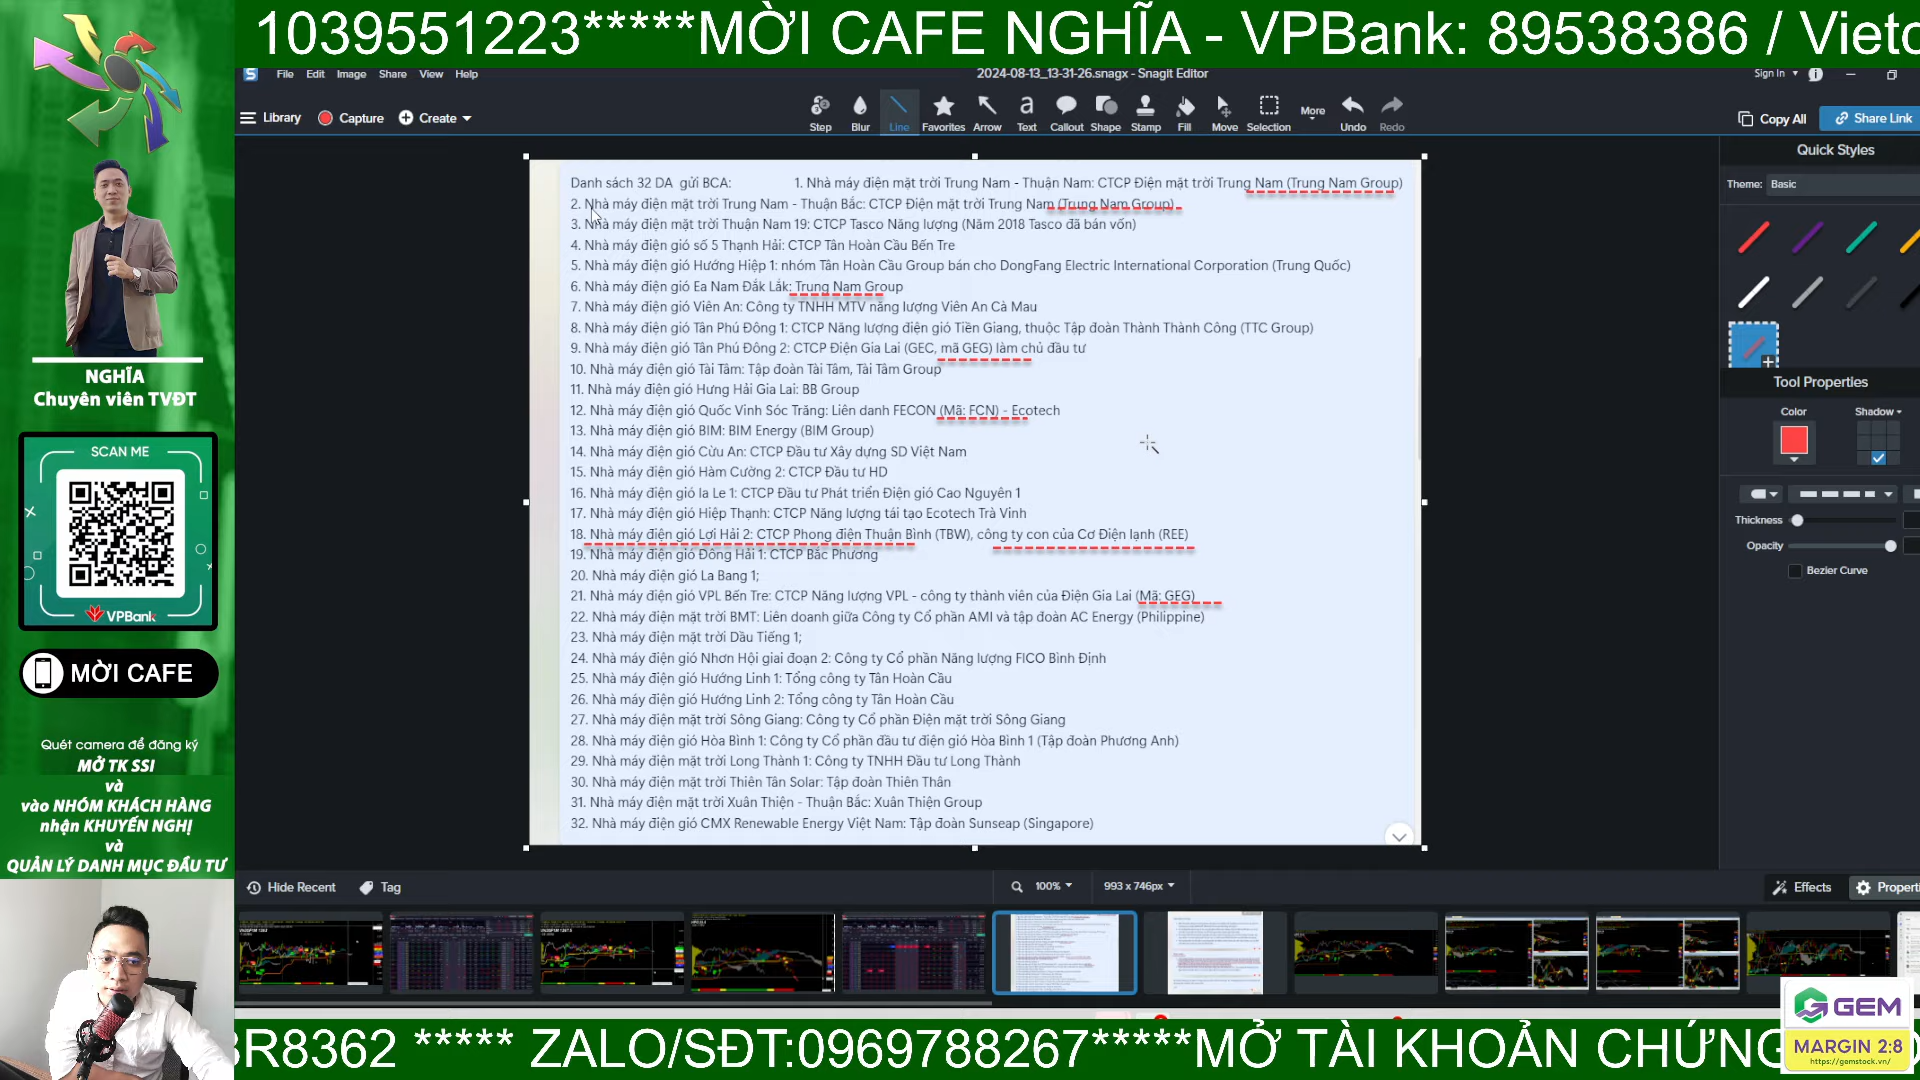 1039551223*****MỜI CAFE NGHĨA - VPBank: 89538386 / Vietc
File Edit Image Share View Help
2024-08-13_13-31-26.snagx - Snagit Editor
Sign In
Library Capture Create
Step Blur Line Favorites Arrow Text Callout Shape Stamp Fill Move Selection More Undo Redo
Copy All Share Link
Quick Styles
Theme: Basic
Danh sách 32 DA gửi BCA: 1. Nhà máy điện mặt trời Trung Nam - Thuận Nam: CTCP Điện mặt trời Trung Nam (Trung Nam Group)
2. Nhà máy điện mặt trời Trung Nam - Thuận Bắc: CTCP Điện mặt trời Trung Nam (Trung Nam Group)
3. Nhà máy điện mặt trời Thuận Nam 19: CTCP Tasco Năng lượng (Năm 2018 Tasco đã bán vốn)
4. Nhà máy điện gió số 5 Thạnh Hải: CTCP Tân Hoàn Cầu Bến Tre
5. Nhà máy điện gió Hướng Hiệp 1: nhóm Tân Hoàn Cầu Group bán cho DongFang Electric International Corporation (Trung Quốc)
6. Nhà máy điện gió Ea Nam Đắk Lắk: Trung Nam Group
7. Nhà máy điện gió Viên An: Công ty TNHH MTV năng lượng Viên An Cà Mau
8. Nhà máy điện gió Tân Phú Đông 1: CTCP Năng lượng điện gió Tiền Giang, thuộc Tập đoàn Thành Thành Công (TTC Group)
9. Nhà máy điện gió Tân Phú Đông 2: CTCP Điện Gia Lai (GEC, mã GEG) làm chủ đầu tư
10. Nhà máy điện gió Tài Tâm: Tập đoàn Tài Tâm, Tài Tâm Group
11. Nhà máy điện gió Hưng Hải Gia Lai: BB Group
12. Nhà máy điện gió Quốc Vinh Sóc Trăng: Liên danh FECON (Mã: FCN) - Ecotech
13. Nhà máy điện gió BIM: BIM Energy (BIM Group)
14. Nhà máy điện gió Cừu An: CTCP Đầu tư Xây dựng SD Việt Nam
15. Nhà máy điện gió Hàm Cường 2: CTCP Đầu tư HD
16. Nhà máy điện gió Ia Le 1: CTCP Đầu tư Phát triển Điện gió Cao Nguyên 1
17. Nhà máy điện gió Hiệp Thạnh: CTCP Năng lượng tái tạo Ecotech Trà Vinh
18. Nhà máy điện gió Lợi Hải 2: CTCP Phong điện Thuận Bình (TBW), công ty con của Cơ Điện lạnh (REE)
19. Nhà máy điện gió Đông Hải 1: CTCP Bắc Phương
20. Nhà máy điện gió La Bang 1;
21. Nhà máy điện gió VPL Bến Tre: CTCP Năng lượng VPL - công ty thành viên của Điện Gia Lai (Mã: GEG)
22. Nhà máy điện mặt trời BMT: Liên doanh giữa Công ty Cổ phần AMI và tập đoàn AC Energy (Philippine)
23. Nhà máy điện mặt trời Dầu Tiếng 1;
24. Nhà máy điện gió Nhơn Hội giai đoạn 2: Công ty Cổ phần Năng lượng FICO Bình Định
25. Nhà máy điện gió Hướng Linh 1: Tổng công ty Tân Hoàn Cầu
26. Nhà máy điện gió Hướng Linh 2: Tổng công ty Tân Hoàn Cầu
27. Nhà máy điện mặt trời Sông Giang: Công ty Cổ phần Điện mặt trời Sông Giang
28. Nhà máy điện gió Hòa Bình 1: Công ty Cổ phần đầu tư điện gió Hòa Bình 1 (Tập đoàn Phương Anh)
29. Nhà máy điện mặt trời Long Thành 1: Công ty TNHH Đầu tư Long Thành
30. Nhà máy điện mặt trời Thiên Tân Solar: Tập đoàn Thiên Thân
31. Nhà máy điện mặt trời Xuân Thiện - Thuận Bắc: Xuân Thiện Group
32. Nhà máy điện gió CMX Renewable Energy Việt Nam: Tập đoàn Sunseap (Singapore)
Tool Properties
Color Shadow
Thickness
Opacity
Bezier Curve
Hide Recent Tag
100% 993 x 746px
Effects Properti
NGHĨA
Chuyên viên TVĐT
SCAN ME
VPBank
MỜI CAFE
Quét camera để đăng ký
MỞ TK SSI
và
vào NHÓM KHÁCH HÀNG
nhận KHUYẾN NGHỊ
và
QUẢN LÝ DANH MỤC ĐẦU TƯ
GEM
MARGIN 2:8
https://gemstock.vn/
BR8362 ***** ZALO/SĐT:0969788267*****MỞ TÀI KHOẢN CHỨNG